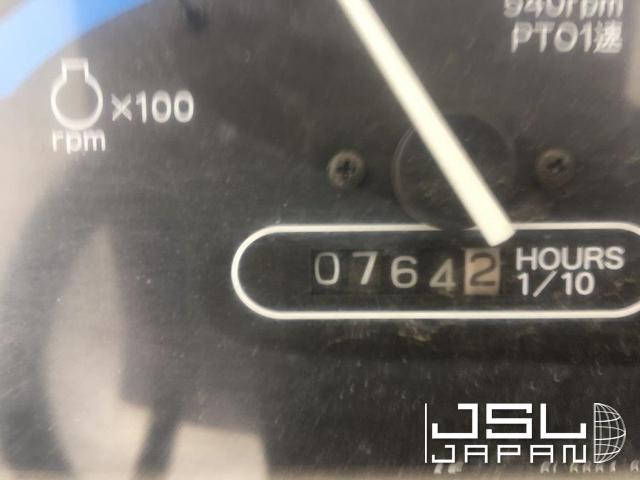 940rpm
PTO1速
×100
rpm
07642
HOURS
1/10
JSL
JAPAN